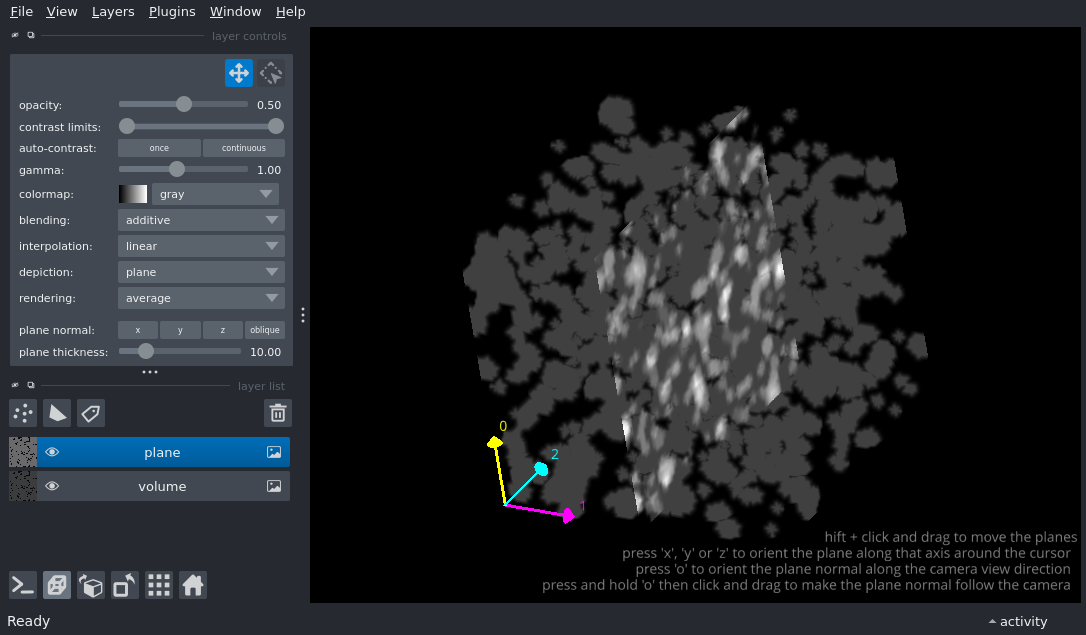 File View Layers Plugins Window Help
layer controls
opacity: 0.50
contrast limits:
auto-contrast: once continuous
gamma: 1.00
colormap: gray
blending: additive
interpolation: linear
depiction: plane
rendering: average
plane normal: x y z oblique
plane thickness: 10.00
layer list
plane
volume
0
2
1
hift + click and drag to move the planes
press 'x', 'y' or 'z' to orient the plane along that axis around the cursor
press 'o' to orient the plane normal along the camera view direction
press and hold 'o' then click and drag to make the plane normal follow the camera
Ready
activity